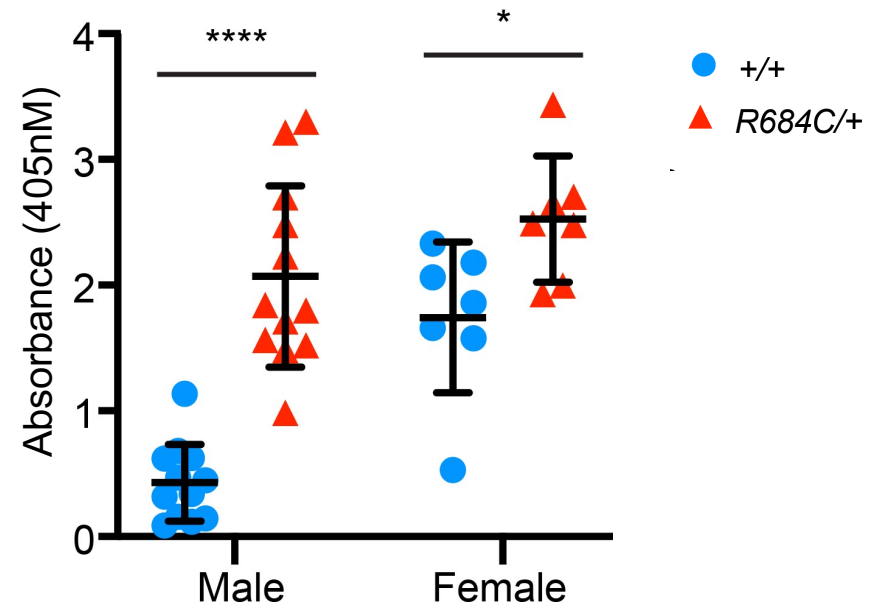 4
3
2
1
0
Absorbance (405nM)
****
*
+/+
R684C/+
Male
Female